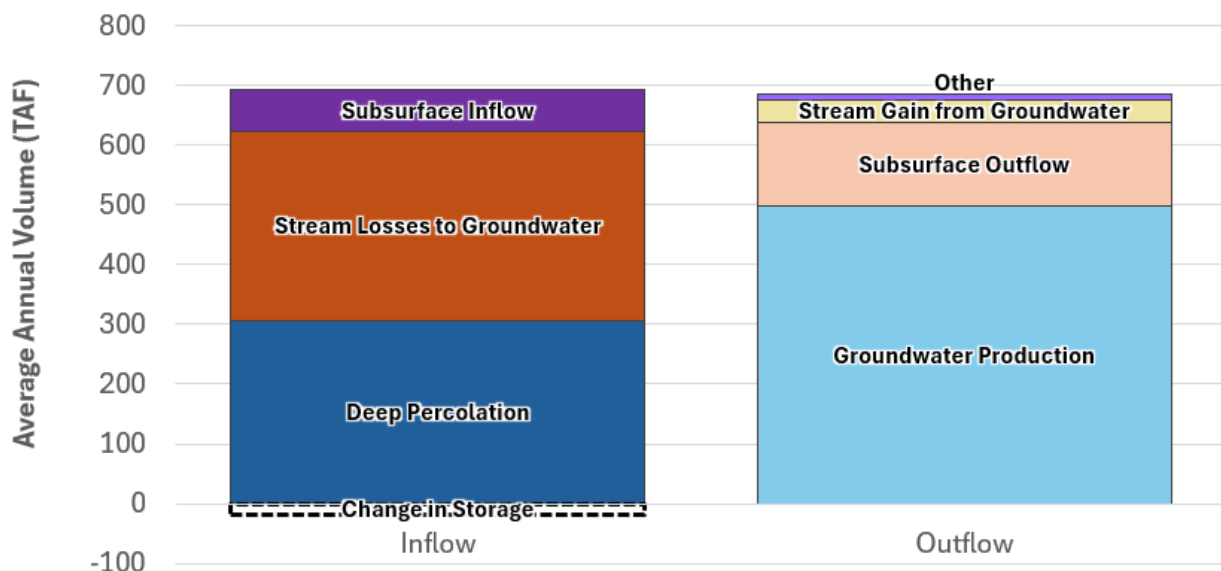 Average Annual Volume (TAF)
800
700
600
500
400
300
200
100
0
-100
Subsurface Inflow
Stream Losses to Groundwater
Deep Percolation
Change in Storage
Inflow
Other
Stream Gain from Groundwater
Subsurface Outflow
Groundwater Production
Outflow